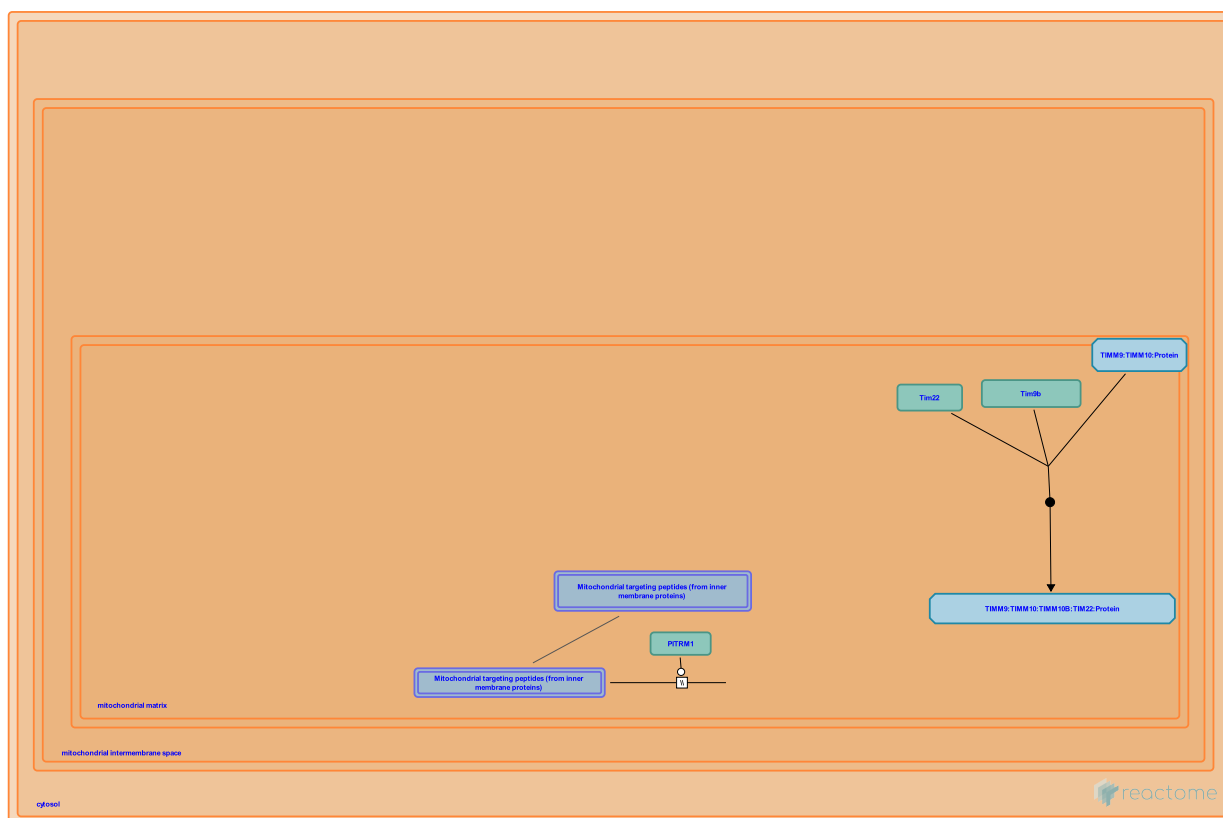 TIMM9:TIMM10:Protein
Tim22
Tim9b
Mitochondrial targeting peptides (from inner
membrane proteins)
TIMM9:TIMM10:TIMM10B:TIM22:Protein
PITRM1
Mitochondrial targeting peptides (from inner
membrane proteins)
mitochondrial matrix
mitochondrial intermembrane space
cytosol
reactome